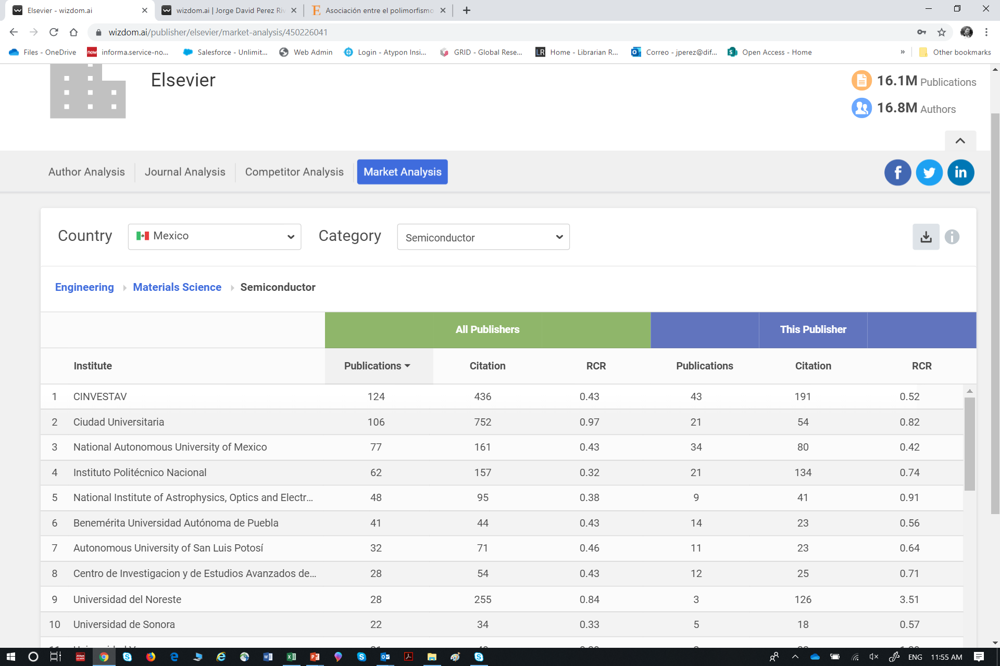 Elsevier - wizdom.ai
wizdom.ai | Jorge David Perez Riv
Asociación entre el polimorfismo
wizdom.ai/publisher/elsevier/market-analysis/450226041
Files - OneDrive
now informa.service-no...
Salesforce - Unlimit...
Web Admin
Login - Atypon Insi...
GRID - Global Rese...
LR Home - Librarian R...
Correo - jperez@dif...
Open Access - Home
»
Other bookmarks
Elsevier
16.1M Publications
16.8M Authors
Author Analysis
Journal Analysis
Competitor Analysis
Market Analysis
Country
Mexico
Category
Semiconductor
Engineering
Materials Science
Semiconductor
All Publishers
This Publisher
Institute Publications Citation RCR Publications Citation RCR
1 CINVESTAV 124 436 0.43 43 191 0.52
2 Ciudad Universitaria 106 752 0.97 21 54 0.82
3 National Autonomous University of Mexico 77 161 0.43 34 80 0.42
4 Instituto Politécnico Nacional 62 157 0.32 21 134 0.74
5 National Institute of Astrophysics, Optics and Electr... 48 95 0.38 9 41 0.91
6 Benemérita Universidad Autónoma de Puebla 41 44 0.43 14 23 0.56
7 Autonomous University of San Luis Potosí 32 71 0.46 11 23 0.64
8 Centro de Investigacion y de Estudios Avanzados de... 28 54 0.43 12 25 0.71
9 Universidad del Noreste 28 255 0.84 3 126 3.51
10 Universidad de Sonora 22 34 0.33 5 18 0.57
ENG
11:55 AM